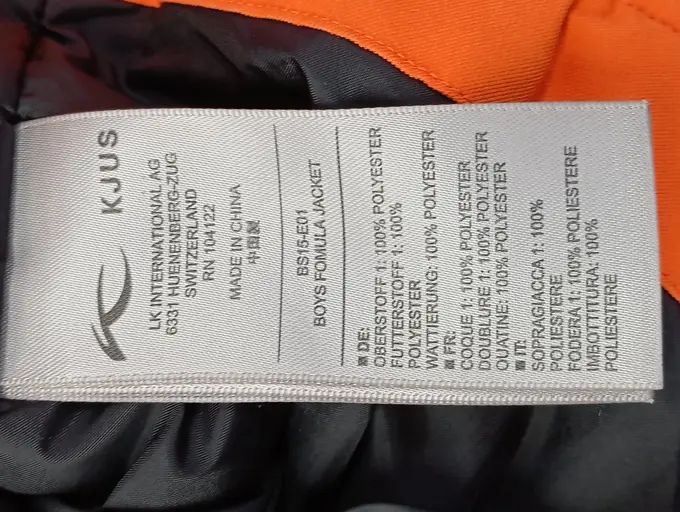 KJUS
LK INTERNATIONAL AG
6331 HUENENBERG-ZUG
SWITZERLAND
RN 104122
MADE IN CHINA
中国製
BS15-E01
BOYS FOMULA JACKET
DE:
OBERSTOFF 1: 100% POLYESTER
FUTTERSTOFF 1: 100%
POLYESTER
WATTIERUNG: 100% POLYESTER
FR:
COQUE 1: 100% POLYESTER
DOUBLURE 1: 100% POLYESTER
OUATINE: 100% POLYESTER
IT:
SOPRAGIACCA 1: 100%
POLIESTERE
FODERA 1: 100% POLIESTERE
IMBOTTITURA: 100%
POLIESTERE